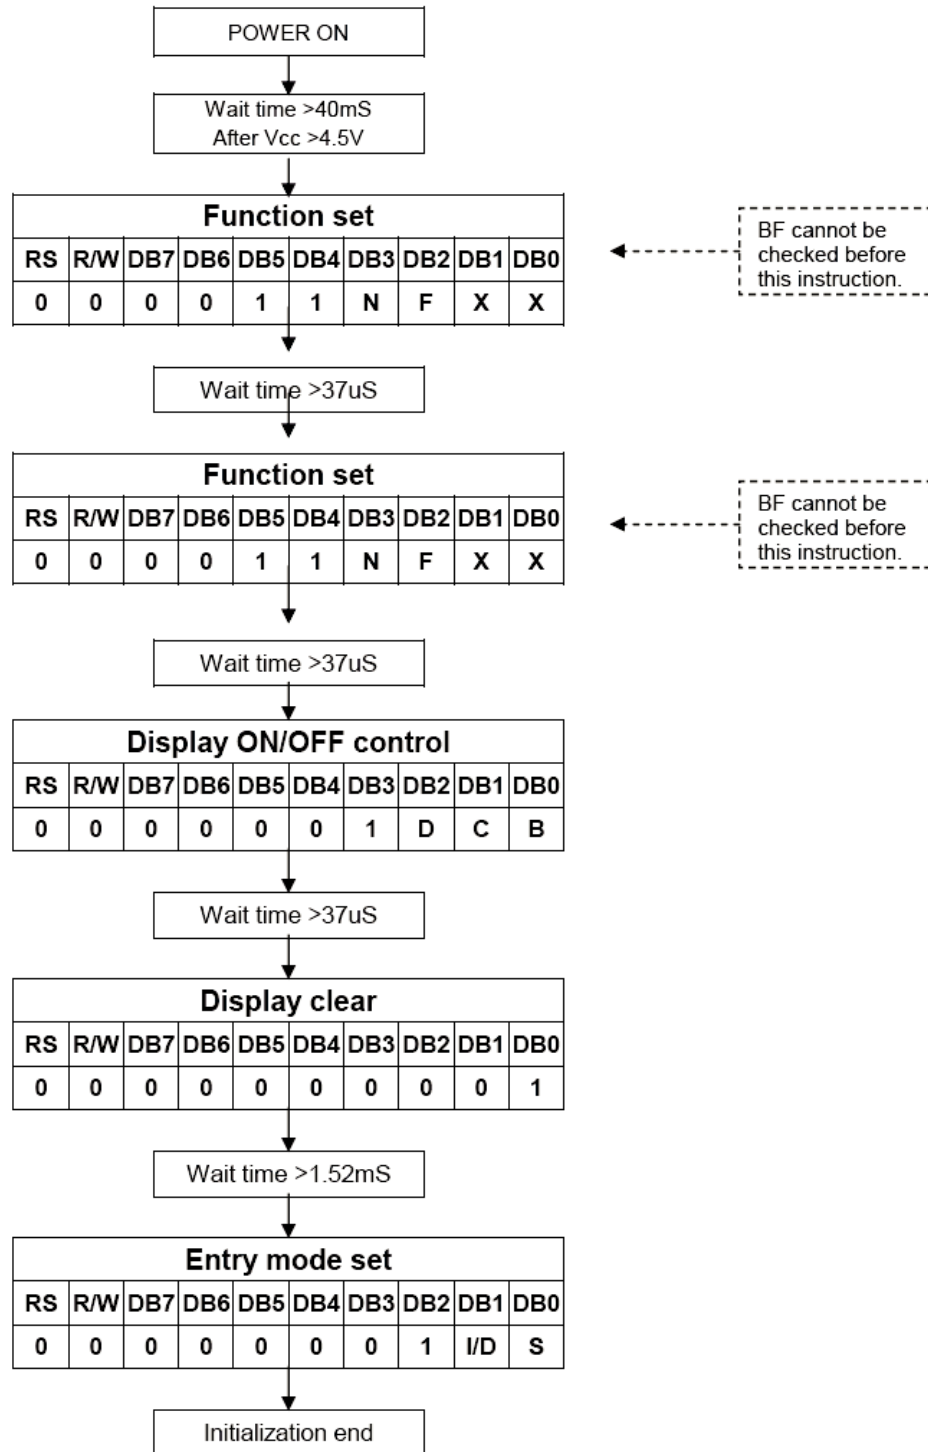 POWER ON
Wait time >40mS
After Vcc >4.5V
Function set
RS R/W DB7 DB6 DB5 DB4 DB3 DB2 DB1 DB0
0 0 0 0 1 1 N F X X
BF cannot be
checked before
this instruction.
Wait time >37uS
Function set
RS R/W DB7 DB6 DB5 DB4 DB3 DB2 DB1 DB0
0 0 0 0 1 1 N F X X
BF cannot be
checked before
this instruction.
Wait time >37uS
Display ON/OFF control
RS R/W DB7 DB6 DB5 DB4 DB3 DB2 DB1 DB0
0 0 0 0 0 0 1 D C B
Wait time >37uS
Display clear
RS R/W DB7 DB6 DB5 DB4 DB3 DB2 DB1 DB0
0 0 0 0 0 0 0 0 0 1
Wait time >1.52mS
Entry mode set
RS R/W DB7 DB6 DB5 DB4 DB3 DB2 DB1 DB0
0 0 0 0 0 0 0 1 I/D S
Initialization end